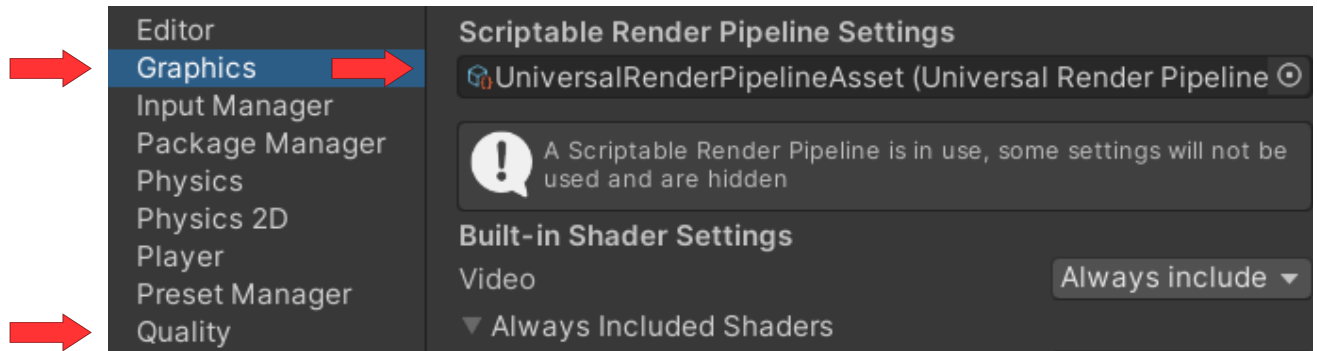 Editor
Graphics
Input Manager
Package Manager
Physics
Physics 2D
Player
Preset Manager
Quality
Scriptable Render Pipeline Settings
UniversalRenderPipelineAsset (Universal Render Pipeline
A Scriptable Render Pipeline is in use, some settings will not be
used and are hidden
Built-in Shader Settings
Video Always include
Always Included Shaders